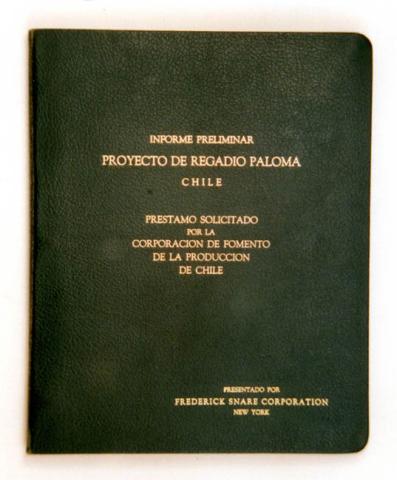 INFORME PRELIMINAR
PROYECTO DE REGADIO PALOMA
CHILE
PRESTAMO SOLICITADO
POR LA
CORPORACION DE FOMENTO
DE LA PRODUCCION
DE CHILE
PRESENTADO POR
FREDERICK SNARE CORPORATION
NEW YORK